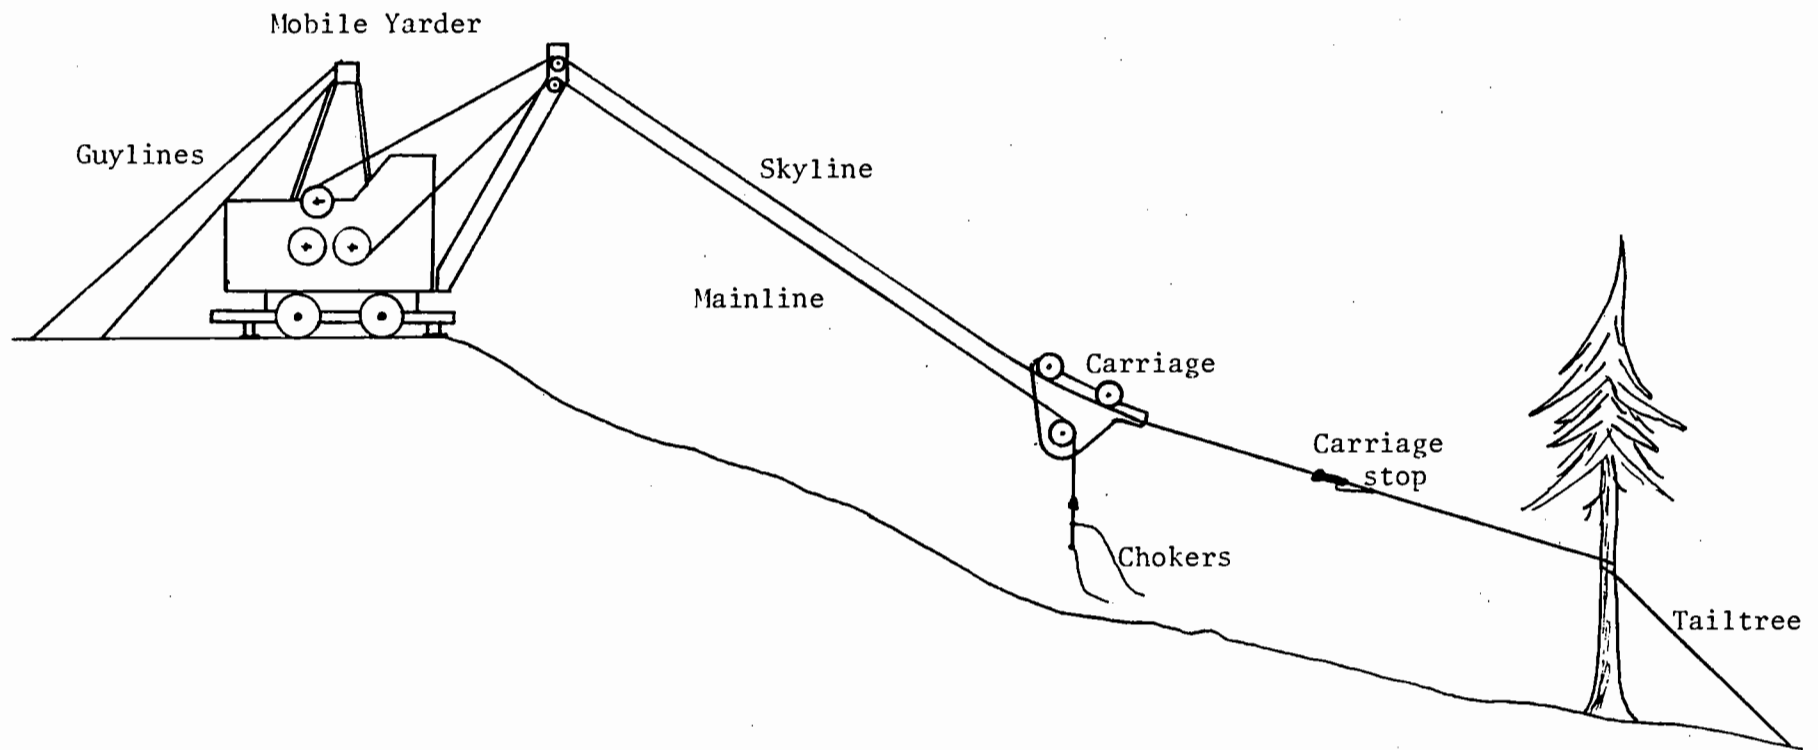 Mobile Yarder
Guylines
Skyline
Mainline
Carriage
Carriage
stop
Chokers
Tailtree